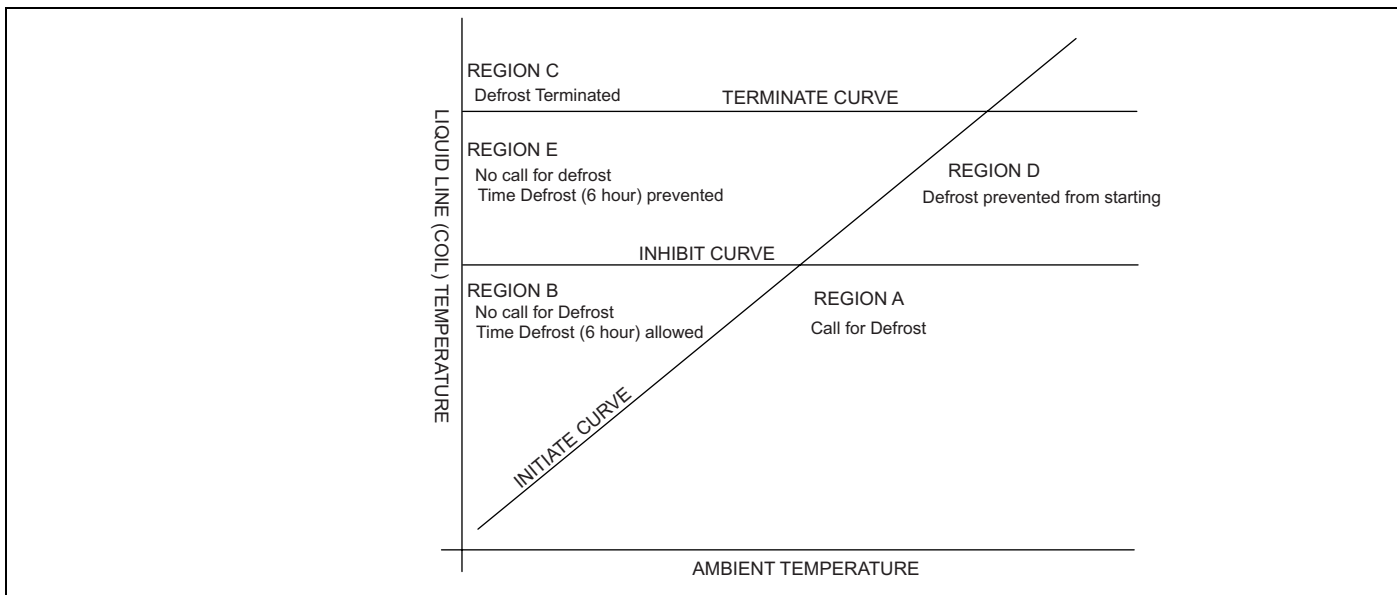 REGION C
Defrost Terminated
TERMINATE CURVE
REGION E
No call for defrost
Time Defrost (6 hour) prevented
REGION D
Defrost prevented from starting
INHIBIT CURVE
REGION B
No call for Defrost
Time Defrost (6 hour) allowed
REGION A
Call for Defrost
INITIATE CURVE
LIQUID LINE (COIL) TEMPERATURE
AMBIENT TEMPERATURE